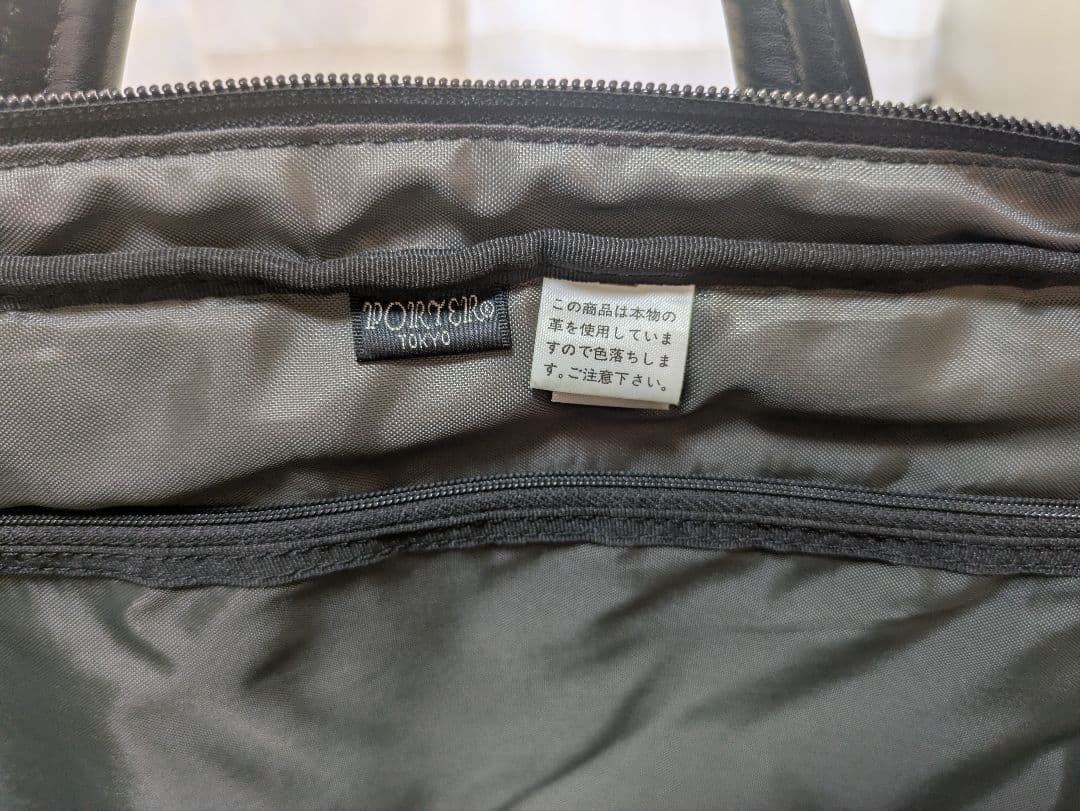 PORTER®
TOKYO
この商品は本物の
革を使用していま
すので色落ちしま
す。ご注意下さい。